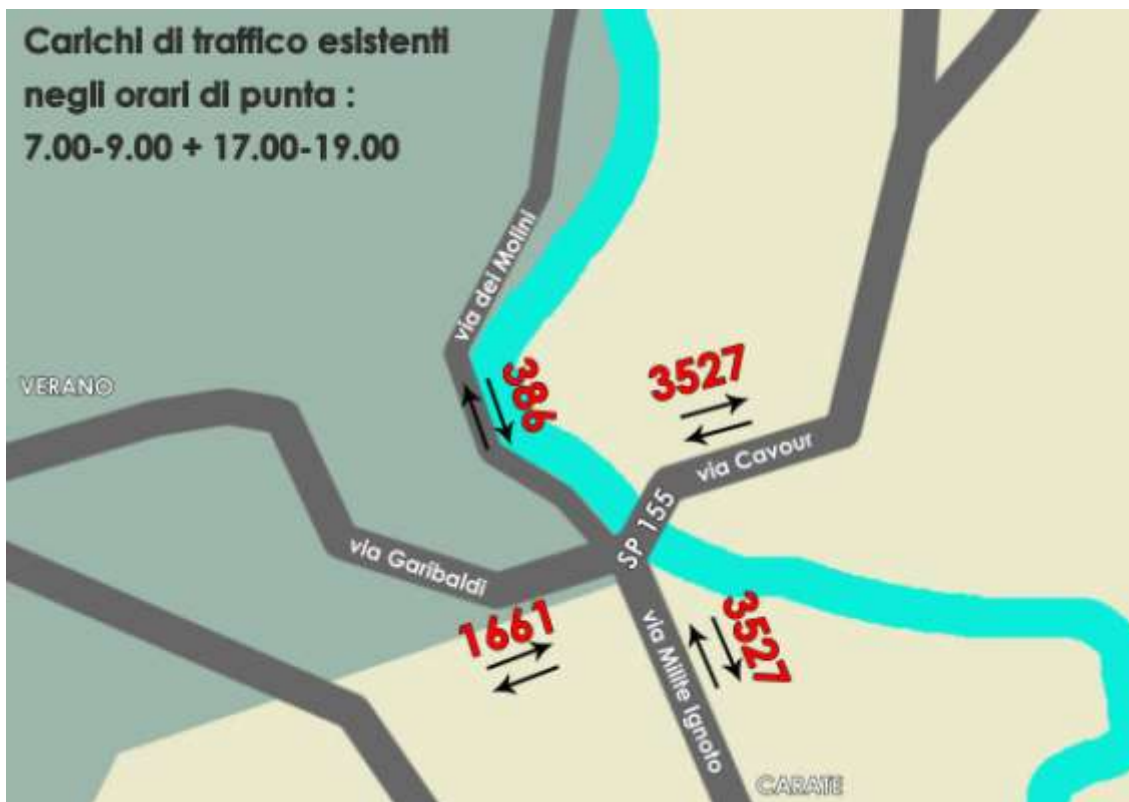 Carichi di traffico esistenti
negli orari di punta :
7.00-9.00 + 17.00-19.00
via dei Molini
386
3527
VERANO
via Cavour
SP 155
via Garibaldi
1661
3527
via Milite Ignoto
CARATE